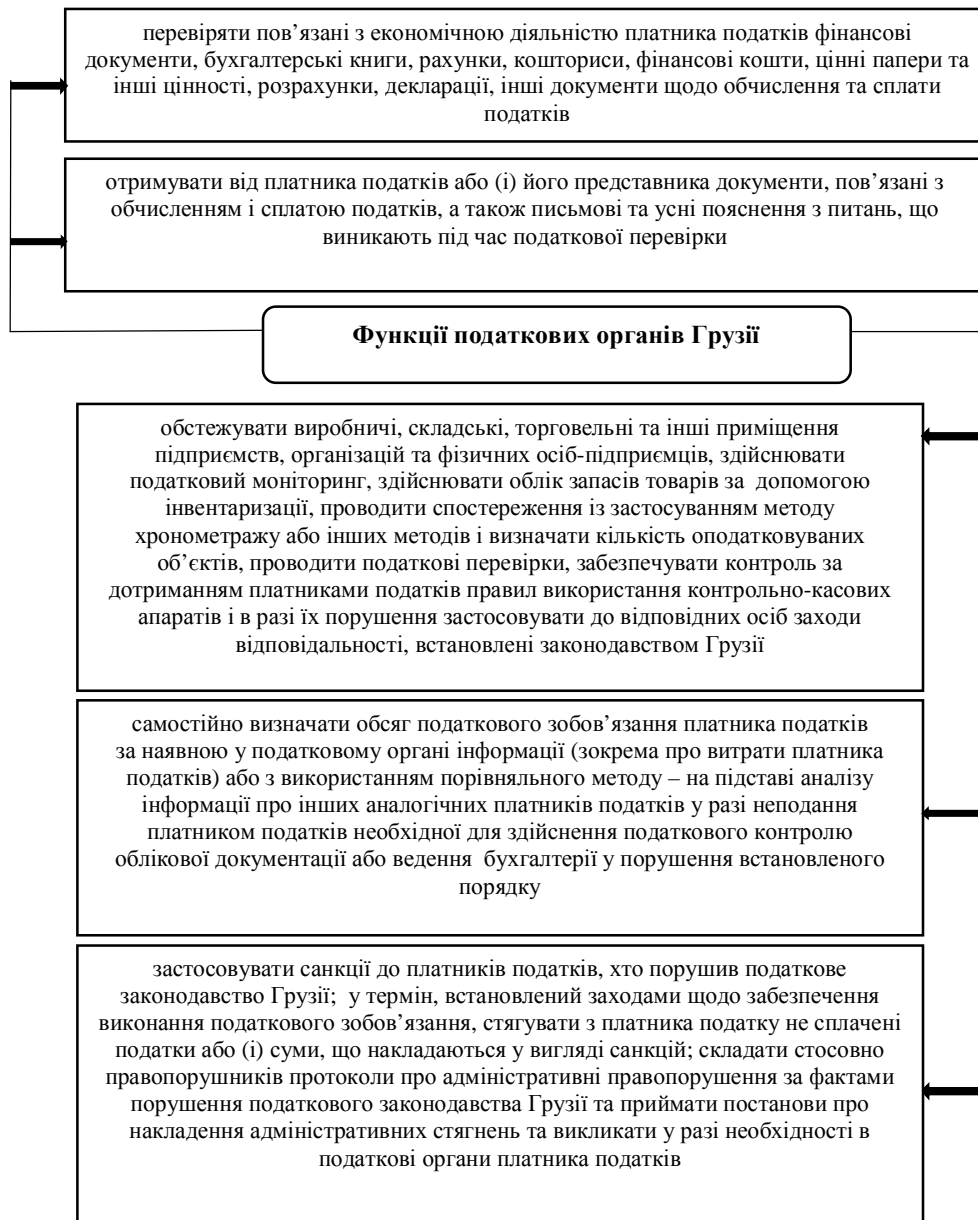 перевіряти пов’язані з економічною діяльністю платника податків фінансові
документи, бухгалтерські книги, рахунки, кошториси, фінансові кошти, цінні папери та
інші цінності, розрахунки, декларації, інші документи щодо обчислення та сплати
податків
отримувати від платника податків або (і) його представника документи, пов’язані з
обчисленням і сплатою податків, а також письмові та усні пояснення з питань, що
виникають під час податкової перевірки
Функції податкових органів Грузії
обстежувати виробничі, складські, торговельні та інші приміщення
підприємств, організацій та фізичних осіб-підприємців, здійснювати
податковий моніторинг, здійснювати облік запасів товарів за допомогою
інвентаризації, проводити спостереження із застосуванням методу
хронометражу або інших методів і визначати кількість оподатковуваних
об’єктів, проводити податкові перевірки, забезпечувати контроль за
дотриманням платниками податків правил використання контрольно-касових
апаратів і в разі їх порушення застосовувати до відповідних осіб заходи
відповідальності, встановлені законодавством Грузії
самостійно визначати обсяг податкового зобов’язання платника податків
за наявною у податковому органі інформації (зокрема про витрати платника
податків) або з використанням порівняльного методу – на підставі аналізу
інформації про інших аналогічних платників податків у разі неподання
платником податків необхідної для здійснення податкового контролю
облікової документації або ведення бухгалтерії у порушення встановленого
порядку
застосовувати санкції до платників податків, хто порушив податкове
законодавство Грузії; у термін, встановлений заходами щодо забезпечення
виконання податкового зобов’язання, стягувати з платника податку не сплачені
податки або (і) суми, що накладаються у вигляді санкцій; складати стосовно
правопорушників протоколи про адміністративні правопорушення за фактами
порушення податкового законодавства Грузії та приймати постанови про
накладення адміністративних стягнень та викликати у разі необхідності в
податкові органи платника податків